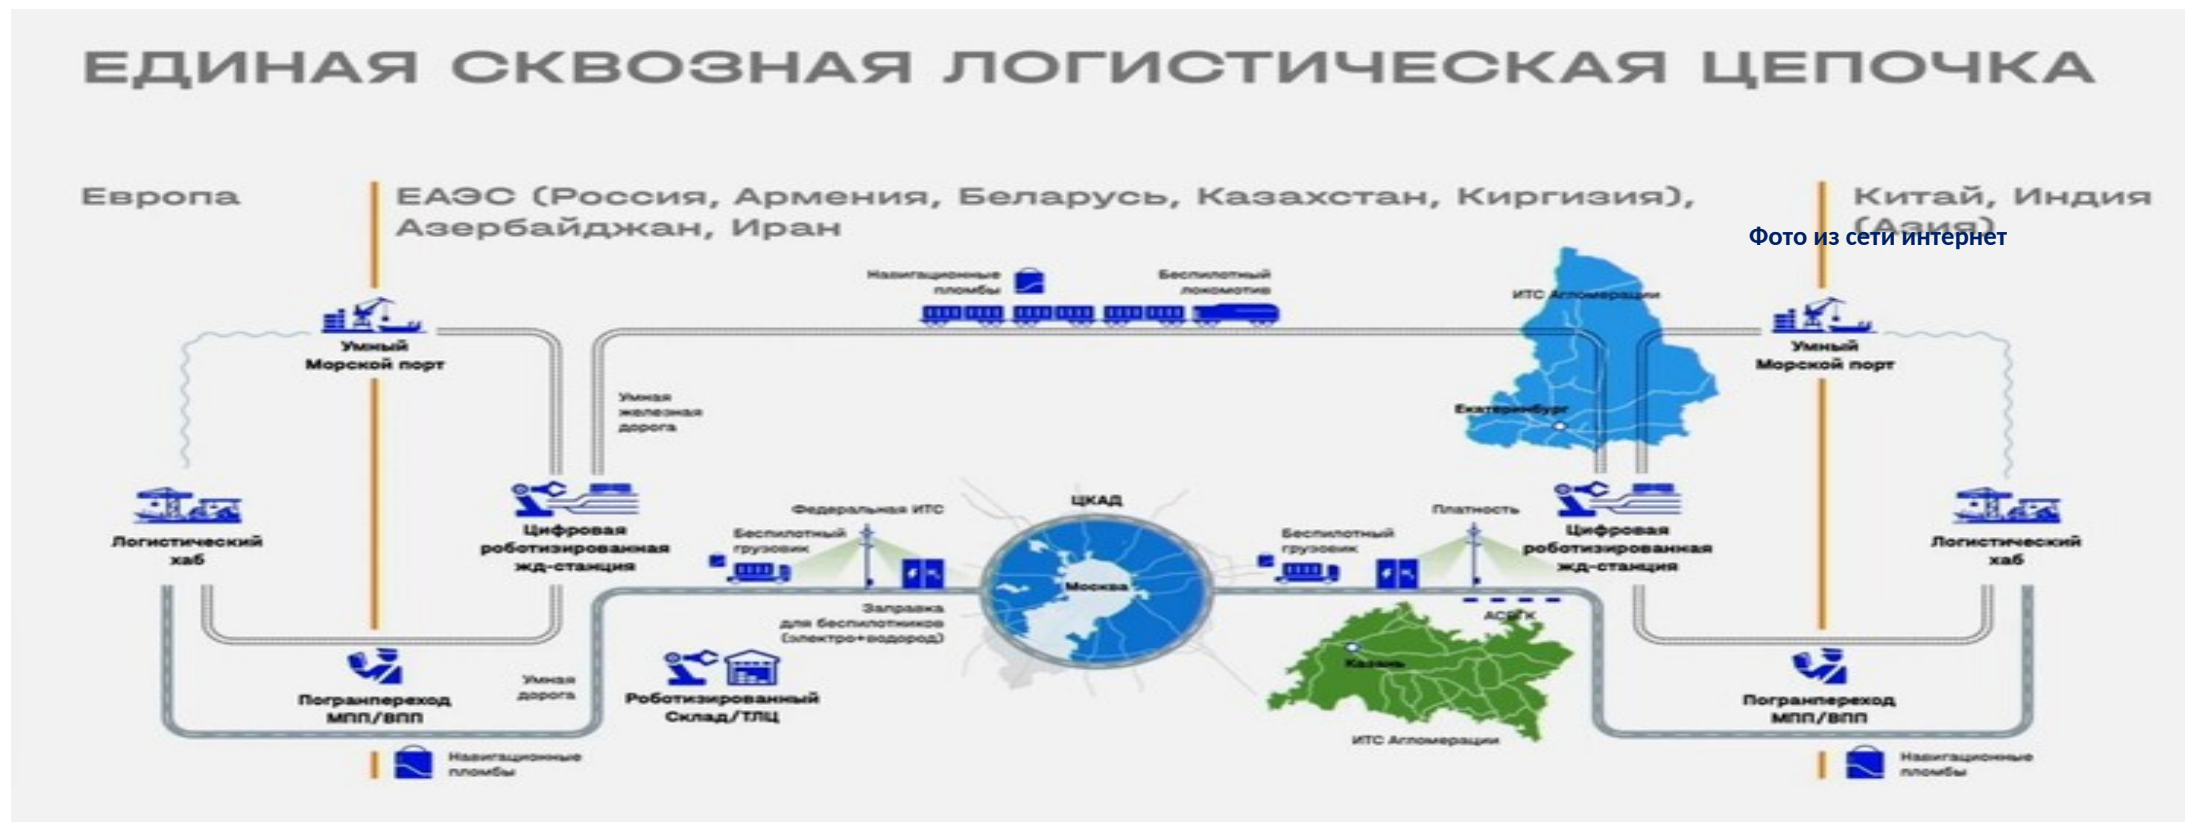 ЕДИНАЯ СКВОЗНАЯ ЛОГИСТИЧЕСКАЯ ЦЕПОЧКА
Европа
ЕАЭС (Россия, Армения, Беларусь, Казахстан, Киргизия),
Азербайджан, Иран
Китай, Индия
(Азия)
Фото из сети интернет
Навигационные
пломбы
Беспилотный
локомотив
ИТС Агломерации
Умный
Морской порт
Умный
Морской порт
Умная
железная
дорога
Екатеринбург
Логистический
хаб
Цифровая
роботизированная
жд-станция
Федеральная ИТС
Беспилотный
грузовик
ЦКАД
Москва
Беспилотный
грузовик
Платность
Цифровая
роботизированная
жд-станция
Логистический
хаб
Заправка
для беспилотников
(электро+водород)
Казань
Погранпереход
МПП/ВПП
Умная
дорога
Роботизированный
Склад/ТЛЦ
ИТС Агломерации
Погранпереход
МПП/ВПП
Навигационные
пломбы
Навигационные
пломбы